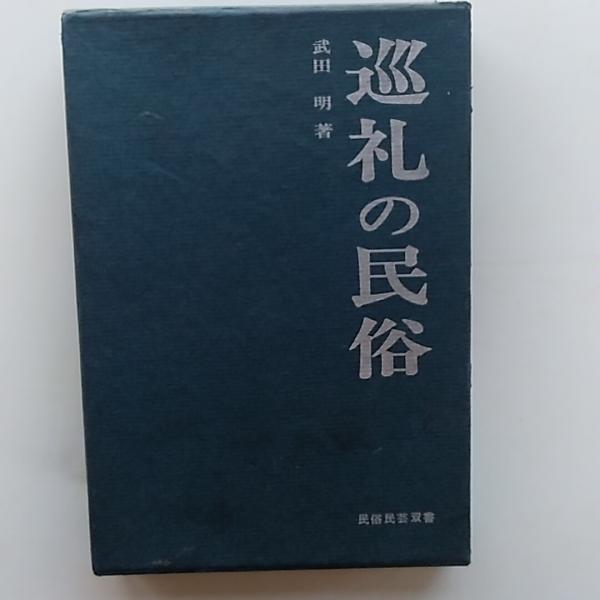 巡礼の民俗
武田 明 著
民俗民芸双書